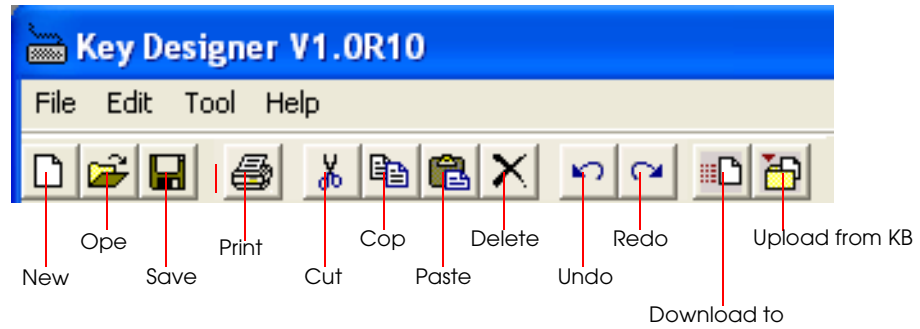 Key Designer V1.0R10
File Edit Tool Help
Ope Print Cop Delete Redo Upload from KB
New Save Cut Paste Undo
Download to